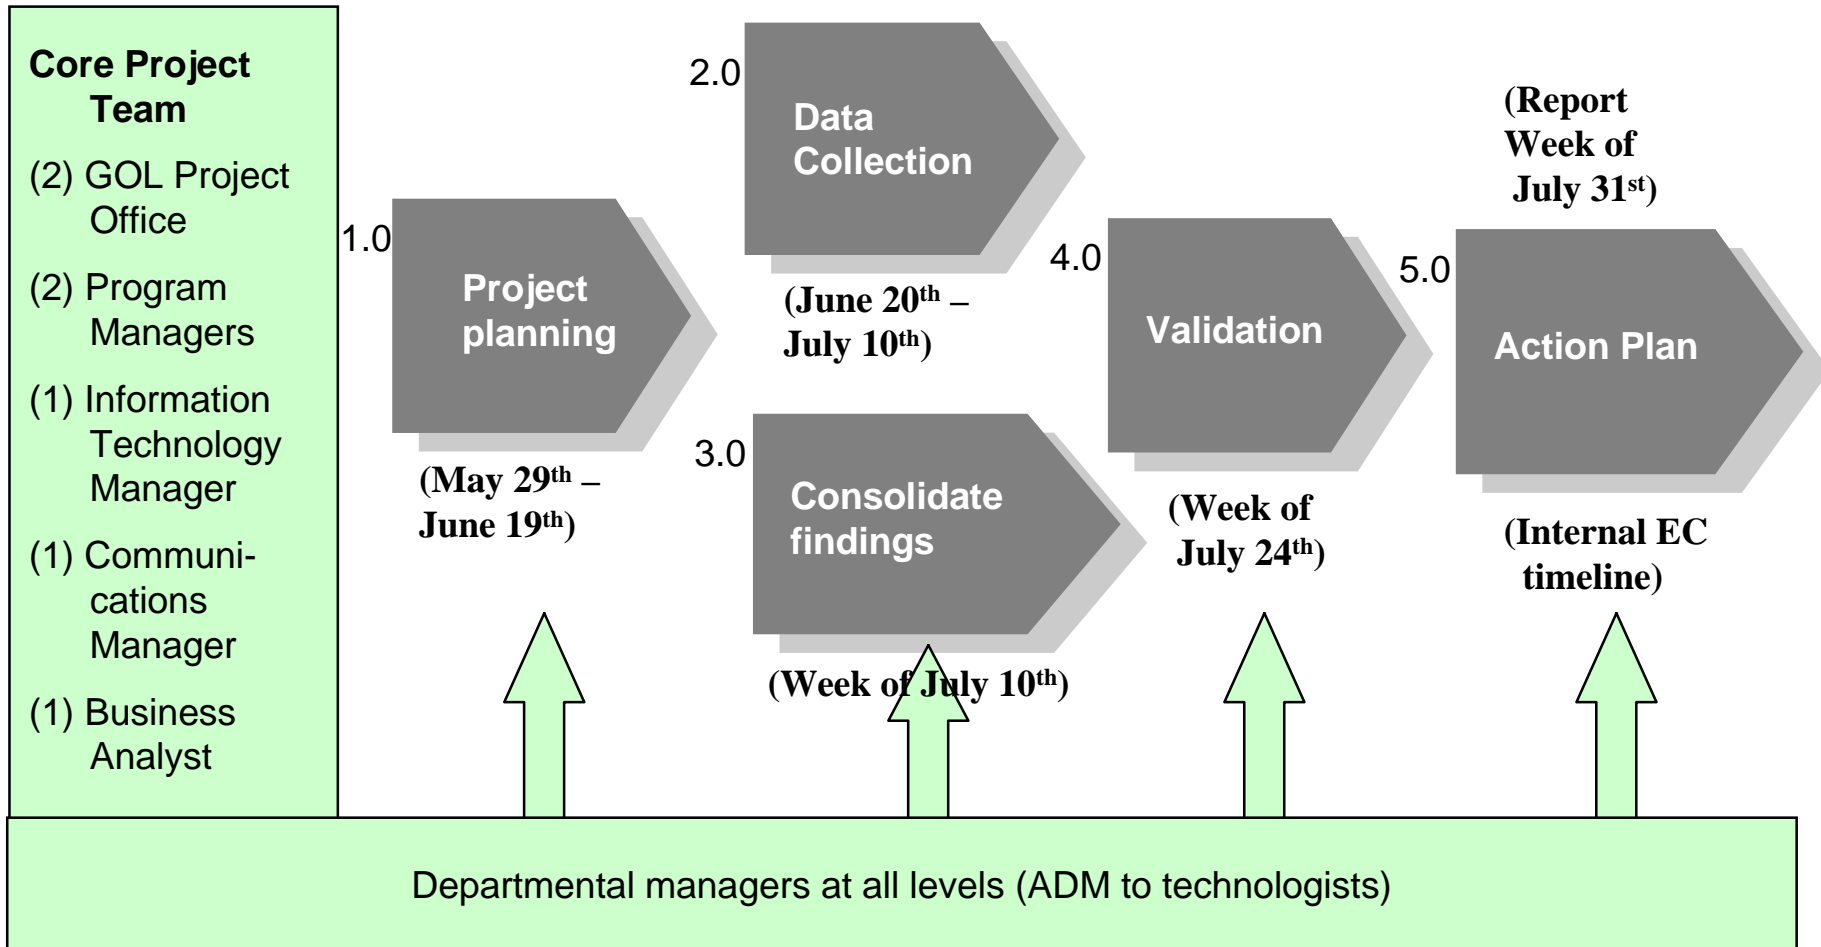 Core Project
Team
(2) GOL Project
Office
(2) Program
Managers
(1) Information
Technology
Manager
(1) Communi-
cations
Manager
(1) Business
Analyst
1.0
Project
planning
(May 29th –
June 19th)
2.0
Data
Collection
(June 20th –
July 10th)
3.0
Consolidate
findings
(Week of July 10th)
4.0
Validation
(Week of
July 24th)
(Report
Week of
July 31st)
5.0
Action Plan
(Internal EC
timeline)
Departmental managers at all levels (ADM to technologists)